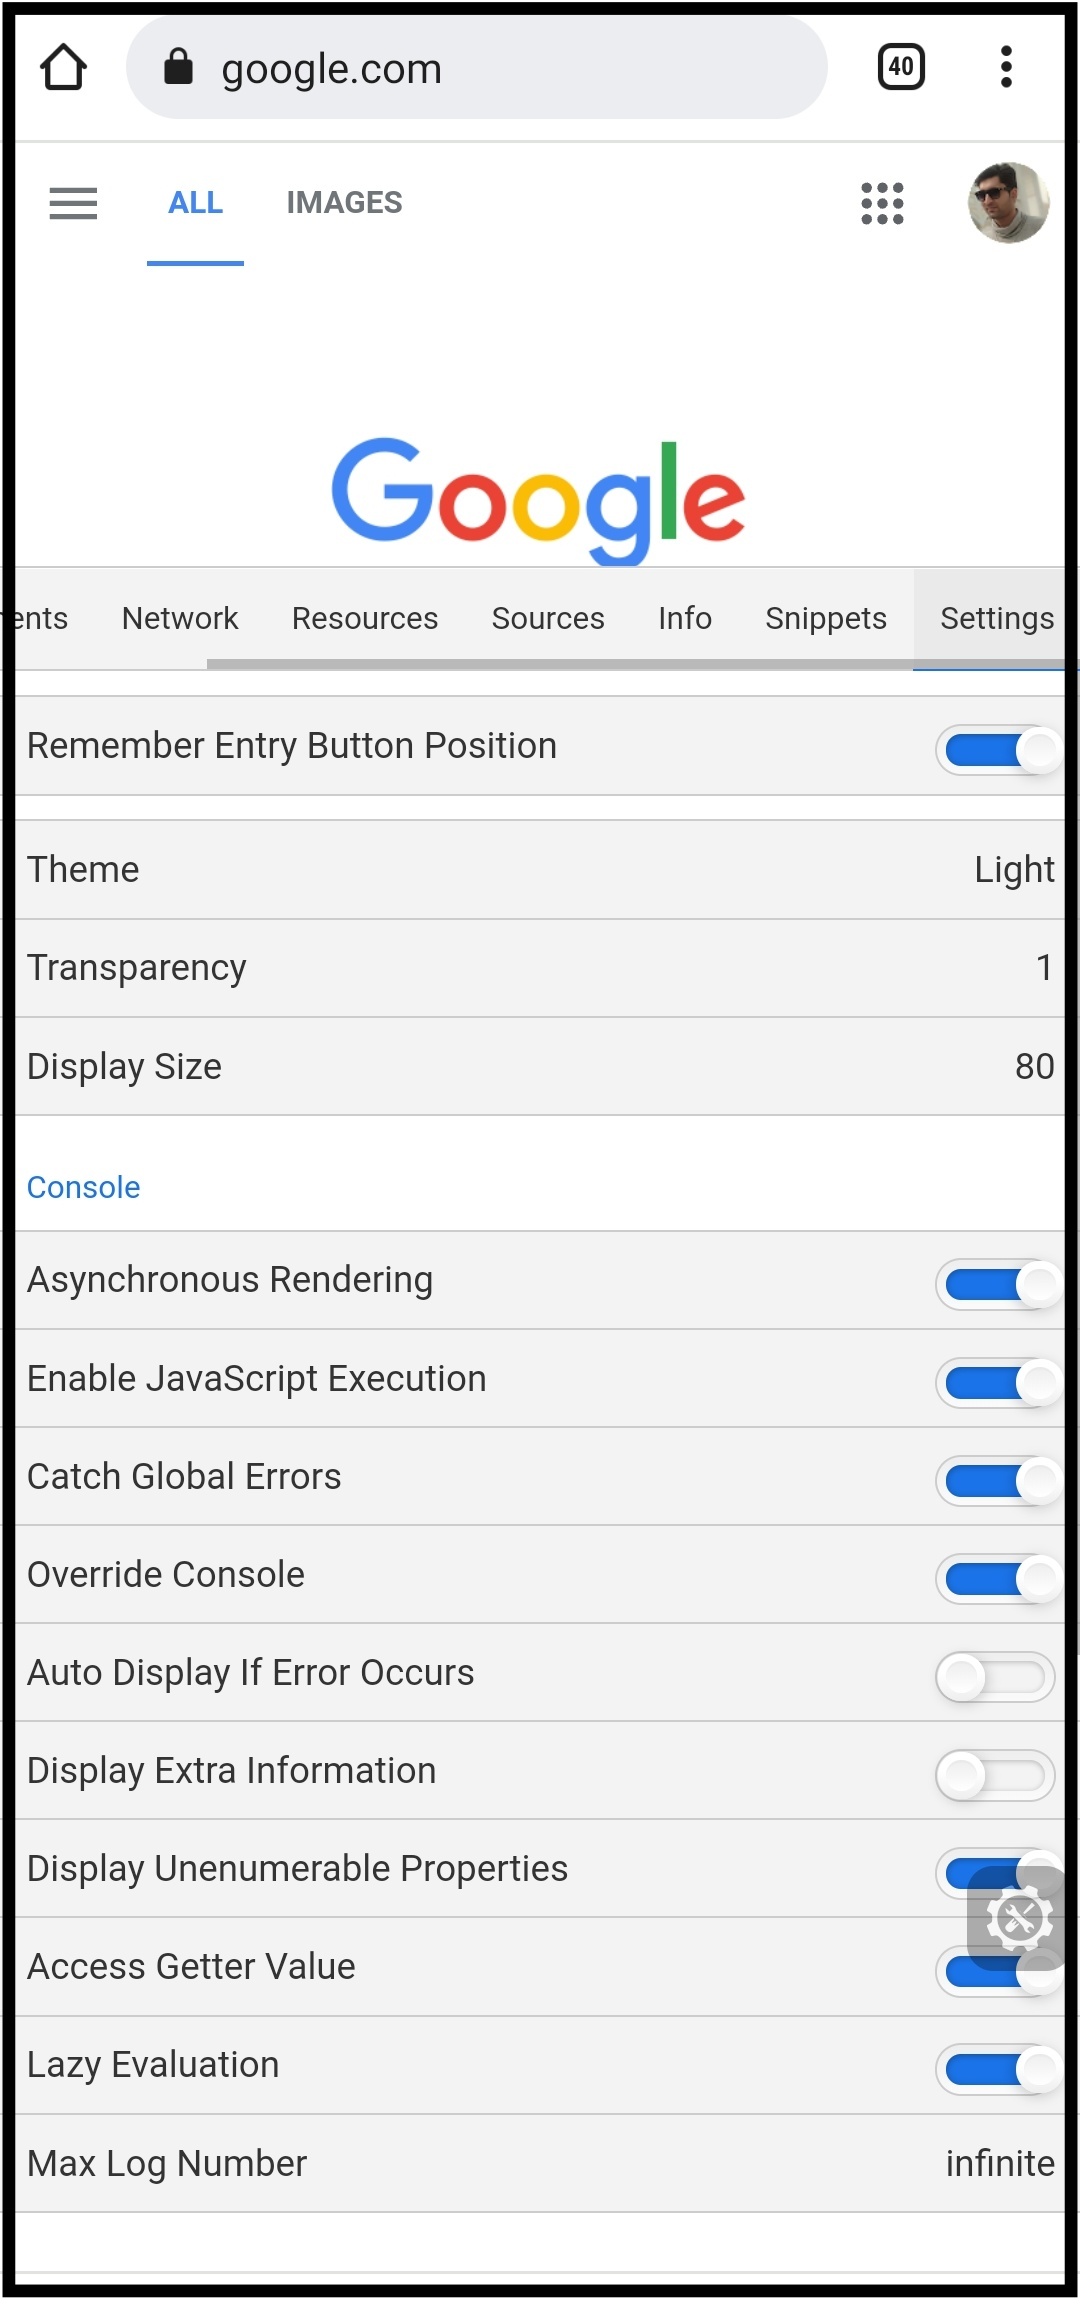 google.com
40
ALL IMAGES
Google
ents Network Resources Sources Info Snippets Settings
Remember Entry Button Position
Theme Light
Transparency 1
Display Size 80
Console
Asynchronous Rendering
Enable JavaScript Execution
Catch Global Errors
Override Console
Auto Display If Error Occurs
Display Extra Information
Display Unenumerable Properties
Access Getter Value
Lazy Evaluation
Max Log Number infinite